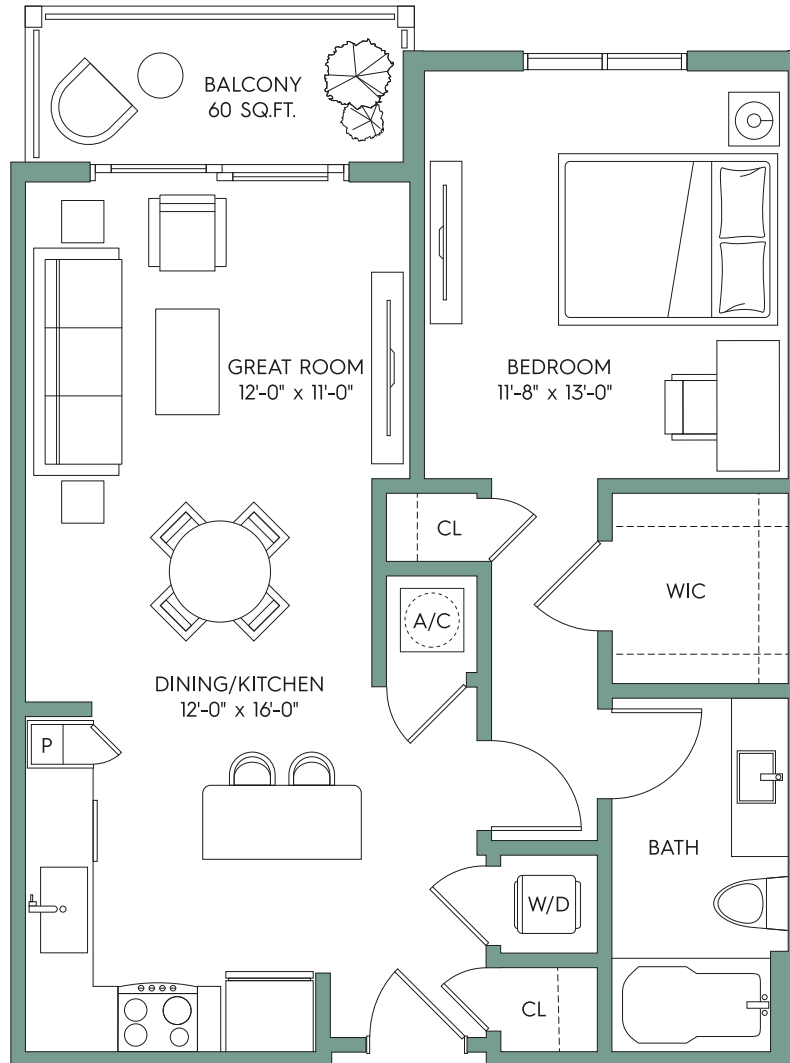 BALCONY
60 SQ.FT.
GREAT ROOM
12'-0" x 11'-0"
BEDROOM
11'-8" x 13'-0"
CL
WIC
A/C
DINING/KITCHEN
12'-0" x 16'-0"
P
BATH
W/D
CL